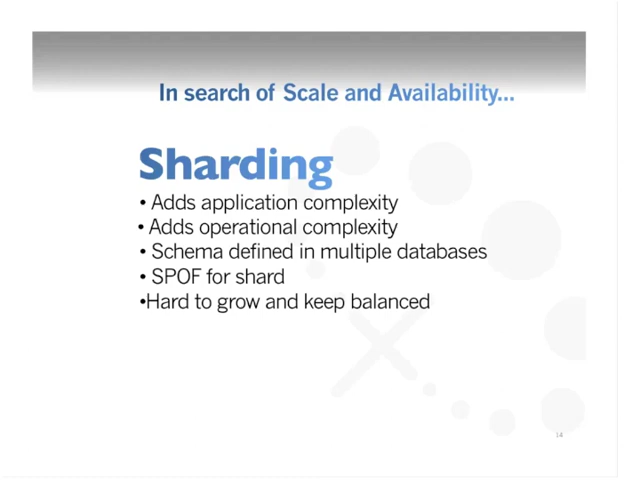 In search of Scale and Availability...
Sharding
• Adds application complexity
• Adds operational complexity
• Schema defined in multiple databases
• SPOF for shard
•Hard to grow and keep balanced
14